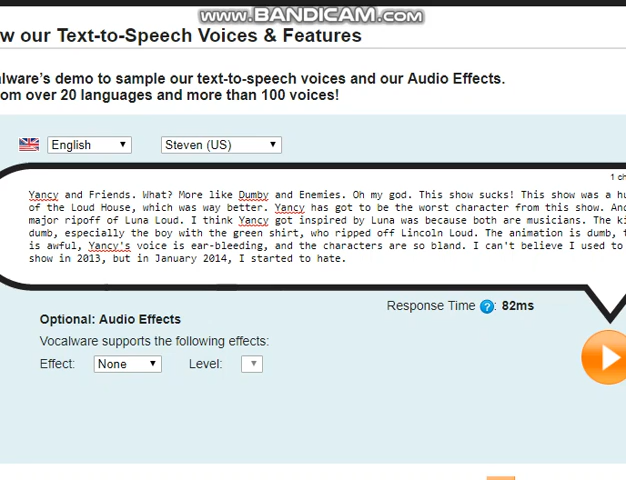 www.BANDICAM.com
w our Text-to-Speech Voices & Features
alware's demo to sample our text-to-speech voices and our Audio Effects.
om over 20 languages and more than 100 voices!
English Steven (US)
1 ch
Yancy and Friends. What? More like Dumby and Enemies. Oh my god. This show sucks! This show was a hu
of the Loud House, which was way better. Yancy has got to be the worst character from this show. And
major ripoff of Luna Loud. I think Yancy got inspired by Luna was because both are musicians. The ki
dumb, especially the boy with the green shirt, who ripped off Lincoln Loud. The animation is dumb, t
is awful, Yancy's voice is ear-bleeding, and the characters are so bland. I can't believe I used to
show in 2013, but in January 2014, I started to hate.
Response Time ? : 82ms
Optional: Audio Effects
Vocalware supports the following effects:
Effect: None Level: